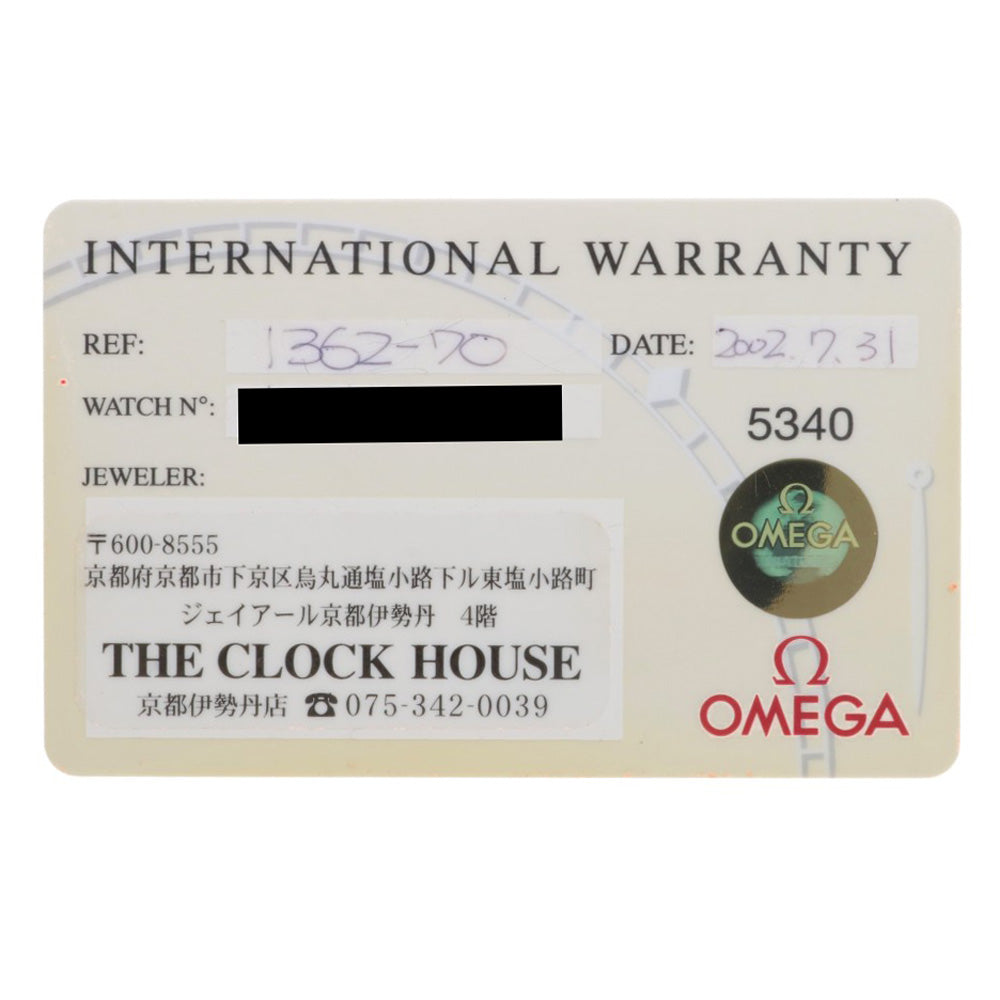 INTERNATIONAL WARRANTY
REF: 1362-70 DATE: 2002.7.31
WATCH N°:
5340
JEWELER:
Ω
OMEGA
〒600-8555
京都府京都市下京区烏丸通塩小路下ル東塩小路町
ジェイアール京都伊勢丹 4階
THE CLOCK HOUSE
京都伊勢丹店 ☎075-342-0039
Ω
OMEGA